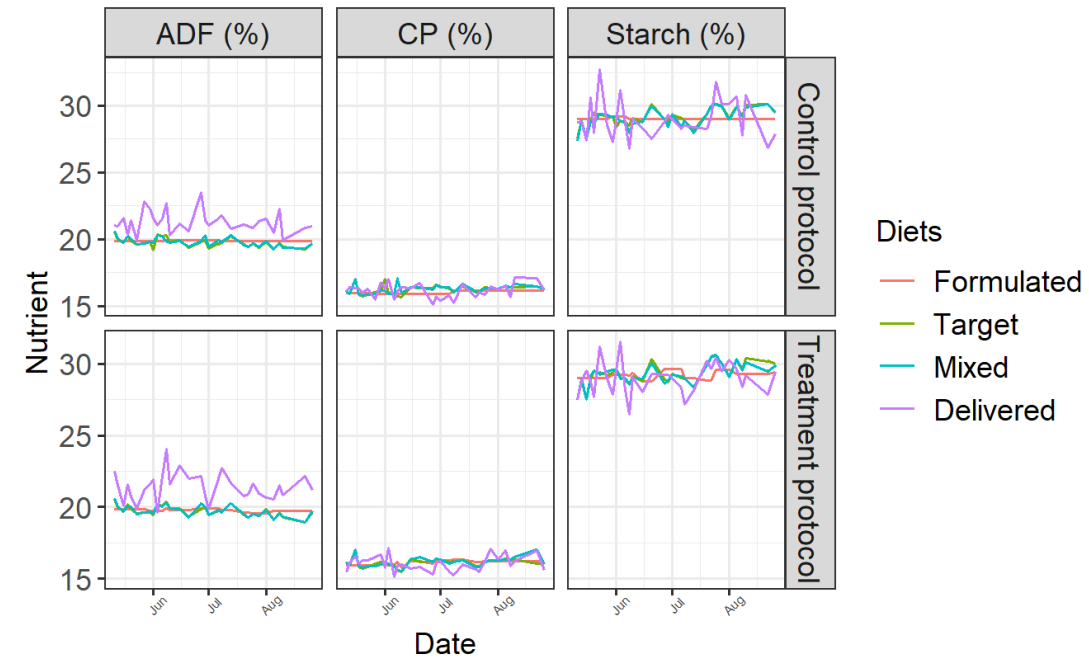 ADF (%) CP (%) Starch (%)
30
25
20
15
Control protocol
30
25
20
15
Treatment protocol
Jun Jul Aug Jun Jul Aug Jun Jul Aug
Nutrient
Date
Diets
Formulated
Target
Mixed
Delivered